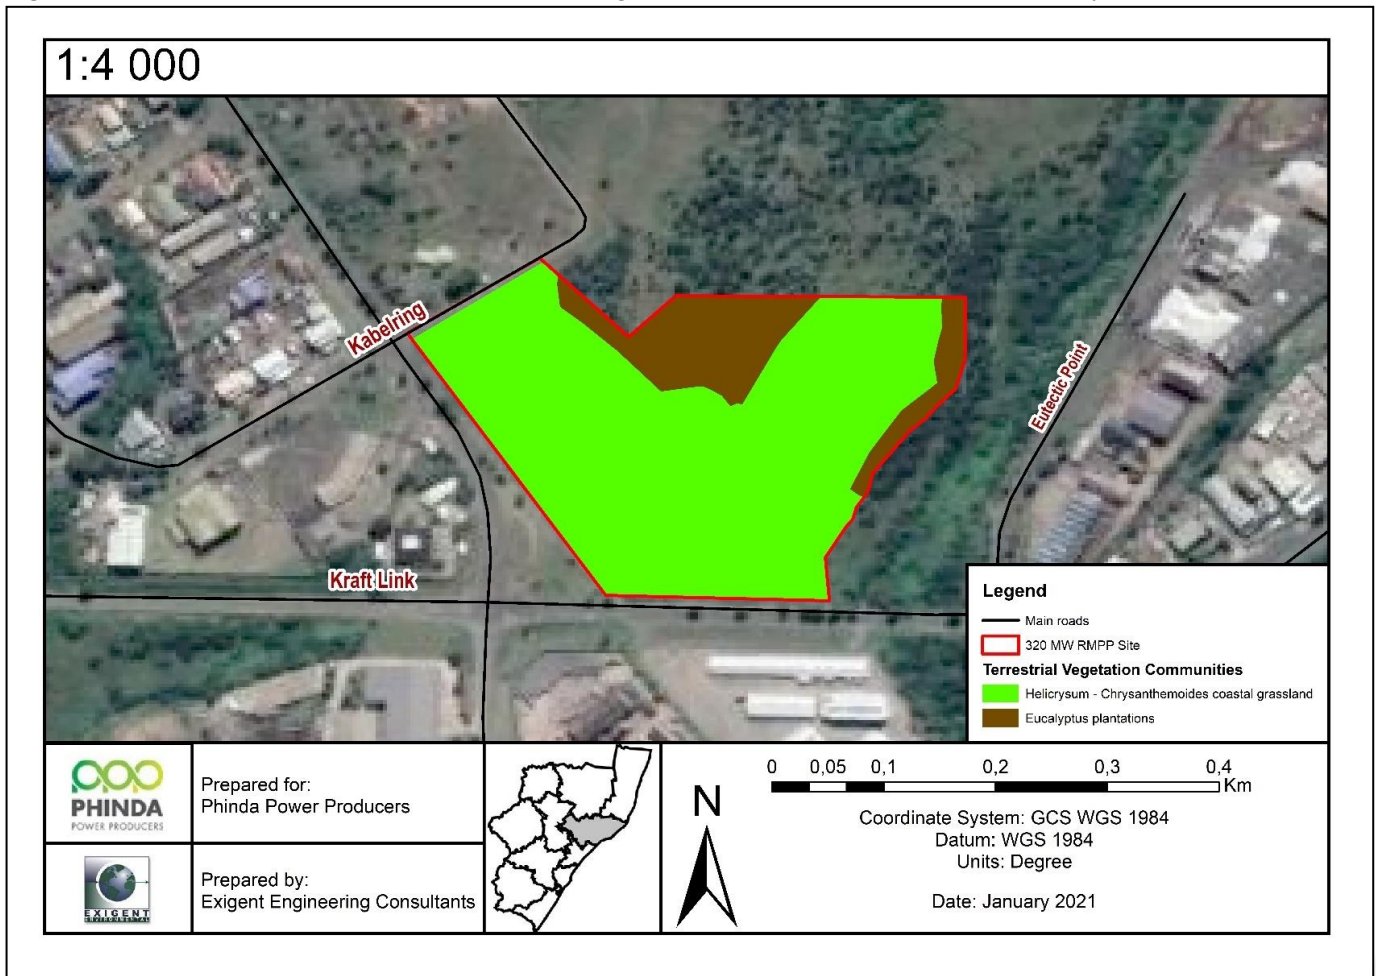 1:4 000
Kabelring
Eutectic Point
Kraft Link
Legend
Main roads
320 MW RMPP Site
Terrestrial Vegetation Communities
Helicrysum - Chrysanthemoides coastal grassland
Eucalyptus plantations
PHINDA
POWER PRODUCERS
Prepared for:
Phinda Power Producers
EXIGENT
Prepared by:
Exigent Engineering Consultants
N
0 0,05 0,1 0,2 0,3 0,4
Km
Coordinate System: GCS WGS 1984
Datum: WGS 1984
Units: Degree
Date: January 2021